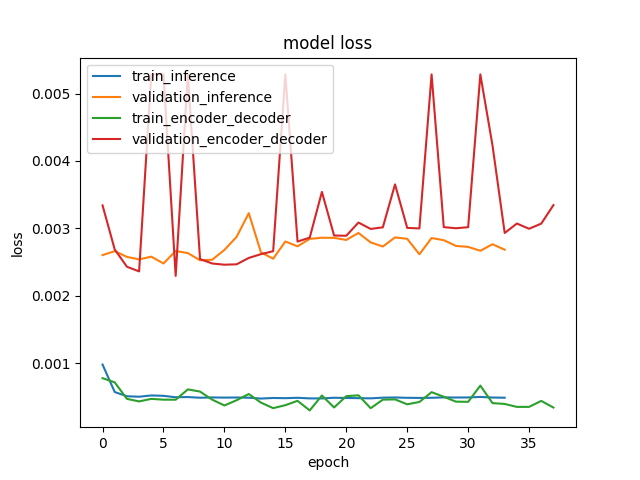 model loss
train_inference
validation_inference
train_encoder_decoder
validation_encoder_decoder
loss
0.005
0.004
0.003
0.002
0.001
0 5 10 15 20 25 30 35
epoch